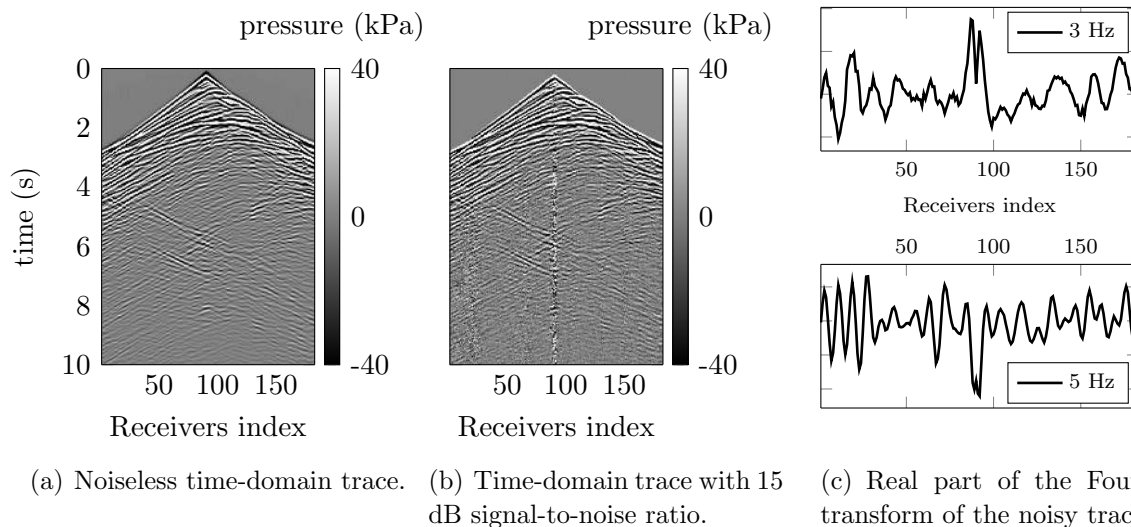 pressure (kPa)
pressure (kPa)
3 Hz
0
2
4
6
8
10
time (s)
40
0
-40
40
0
-40
50 100 150
50 100 150
Receivers index
Receivers index
50 100 150
Receivers index
50 100 150
5 Hz
(a) Noiseless time-domain trace.
(b) Time-domain trace with 15
dB signal-to-noise ratio.
(c) Real part of the Four
transform of the noisy trac